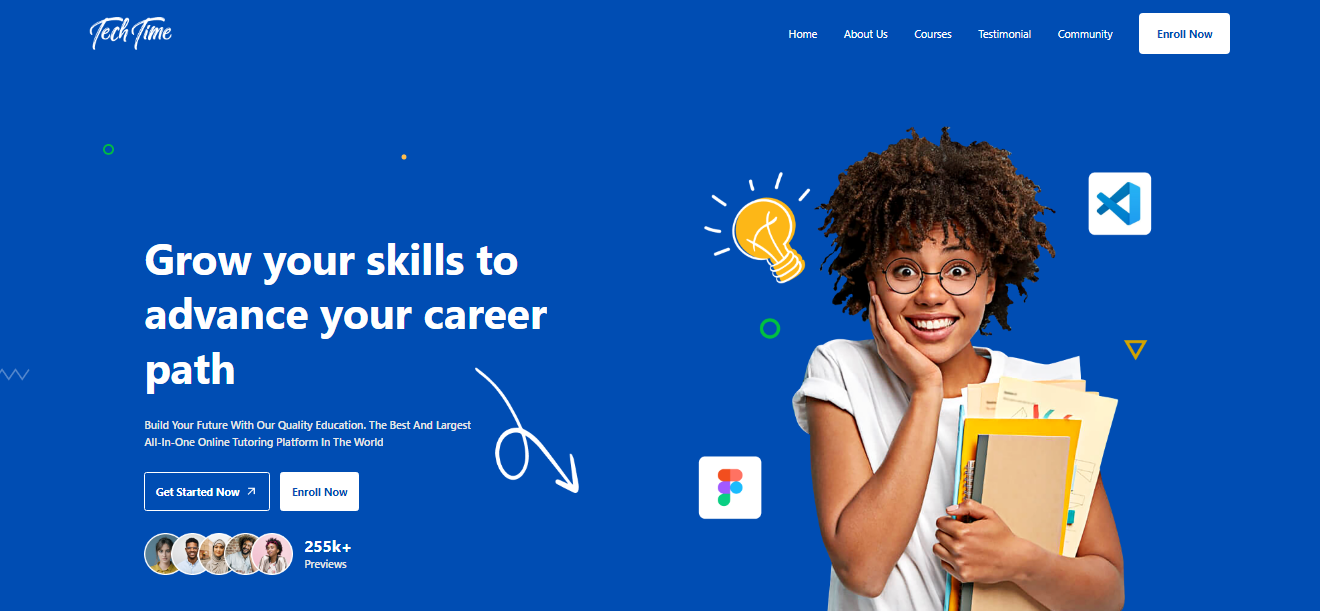 Tech Time
Home
About Us
Courses
Testimonial
Community
Enroll Now
Grow your skills to
advance your career
path
Build Your Future With Our Quality Education. The Best And Largest
All-In-One Online Tutoring Platform In The World
Get Started Now
Enroll Now
255k+
Previews